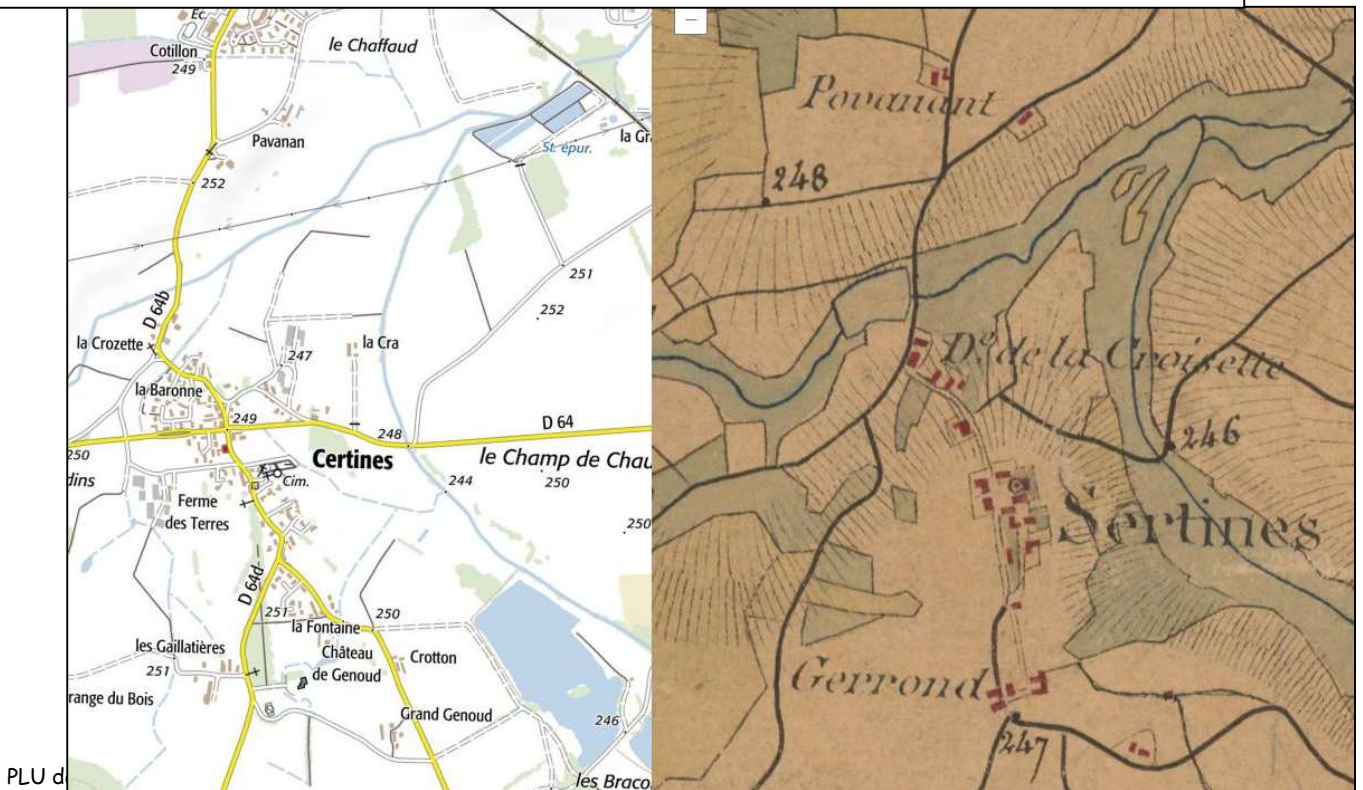 Ec.
le Chaffaud
Cotillon
249
Pavanan
St. épur.
252
251
252
D 64b
la Crozette
247
la Cra
la Baronne
249
D 64
248
50
Certines
le Champ de Chau
250
dins
Cim.
244
Ferme
des Terres
250
D 64d
251
250
la Fontaine
les Gaillatières
Château
de Genoud
Crotton
251
range du Bois
Grand Genoud
246
les Braco
PLU d
Povanant
248
Dne de la Croisette
246
Sertines
Gerrond
247